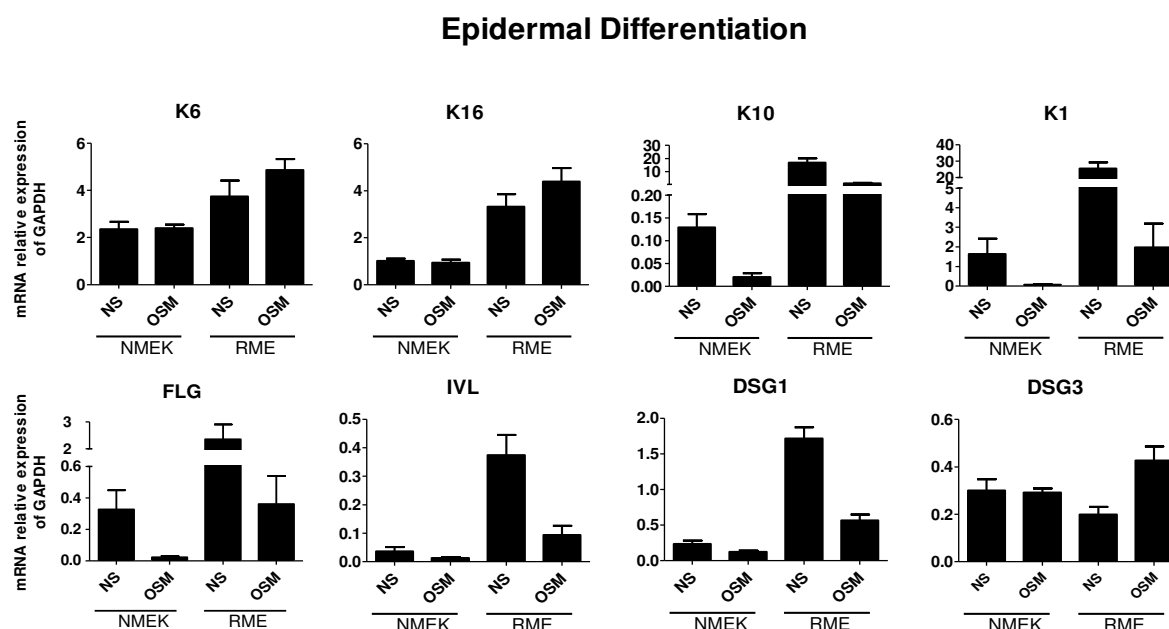 Epidermal Differentiation
K6
K16
K10
K1
mRNA relative expression
of GAPDH
6
4
2
0
NS
OSM
NS
OSM
NMEK
RME
6
4
2
0
NS
OSM
NS
OSM
NMEK
RME
30
20
10
0.20
0.15
0.10
0.05
0.00
NS
OSM
NS
OSM
NMEK
RME
40
30
20
5
4
3
2
1
0
NS
OSM
NS
OSM
NMEK
RME
FLG
IVL
DSG1
DSG3
mRNA relative expression
of GAPDH
3
2
0.6
0.4
0.2
0.0
NS
OSM
NS
OSM
NMEK
RME
0.5
0.4
0.3
0.2
0.1
0.0
NS
OSM
NS
OSM
NMEK
RME
2.0
1.5
1.0
0.5
0.0
NS
OSM
NS
OSM
NMEK
RME
0.6
0.4
0.2
0.0
NS
OSM
NS
OSM
NMEK
RME